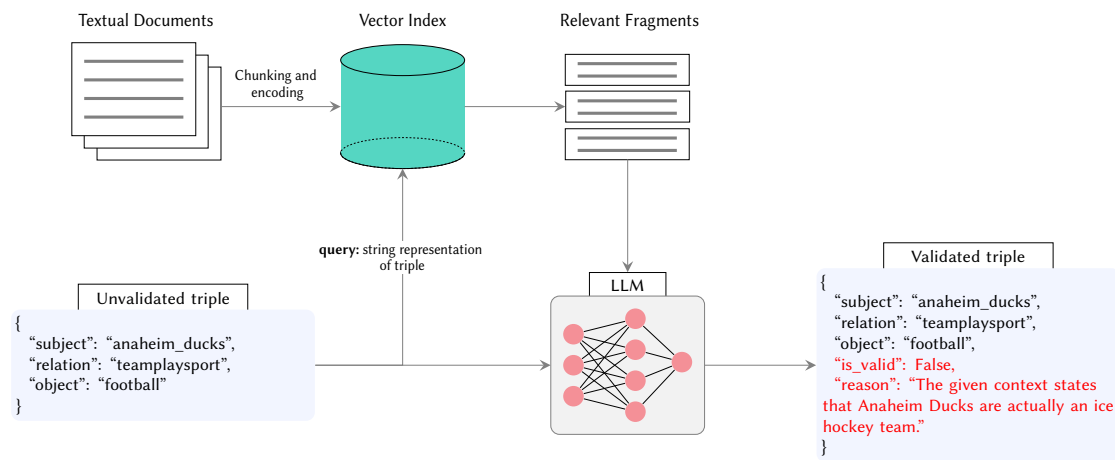 Textual Documents
Vector Index
Relevant Fragments
Chunking and
encoding
query: string representation
of triple
Unvalidated triple
{
“subject”: “anaheim_ducks”,
“relation”: “teamplaysport”,
“object”: “football”
}
LLM
Validated triple
{
“subject”: “anaheim_ducks”,
“relation”: “teamplaysport”,
“object”: “football”,
“is_valid”: False,
“reason”: “The given context states
that Anaheim Ducks are actually an ice
hockey team.”
}